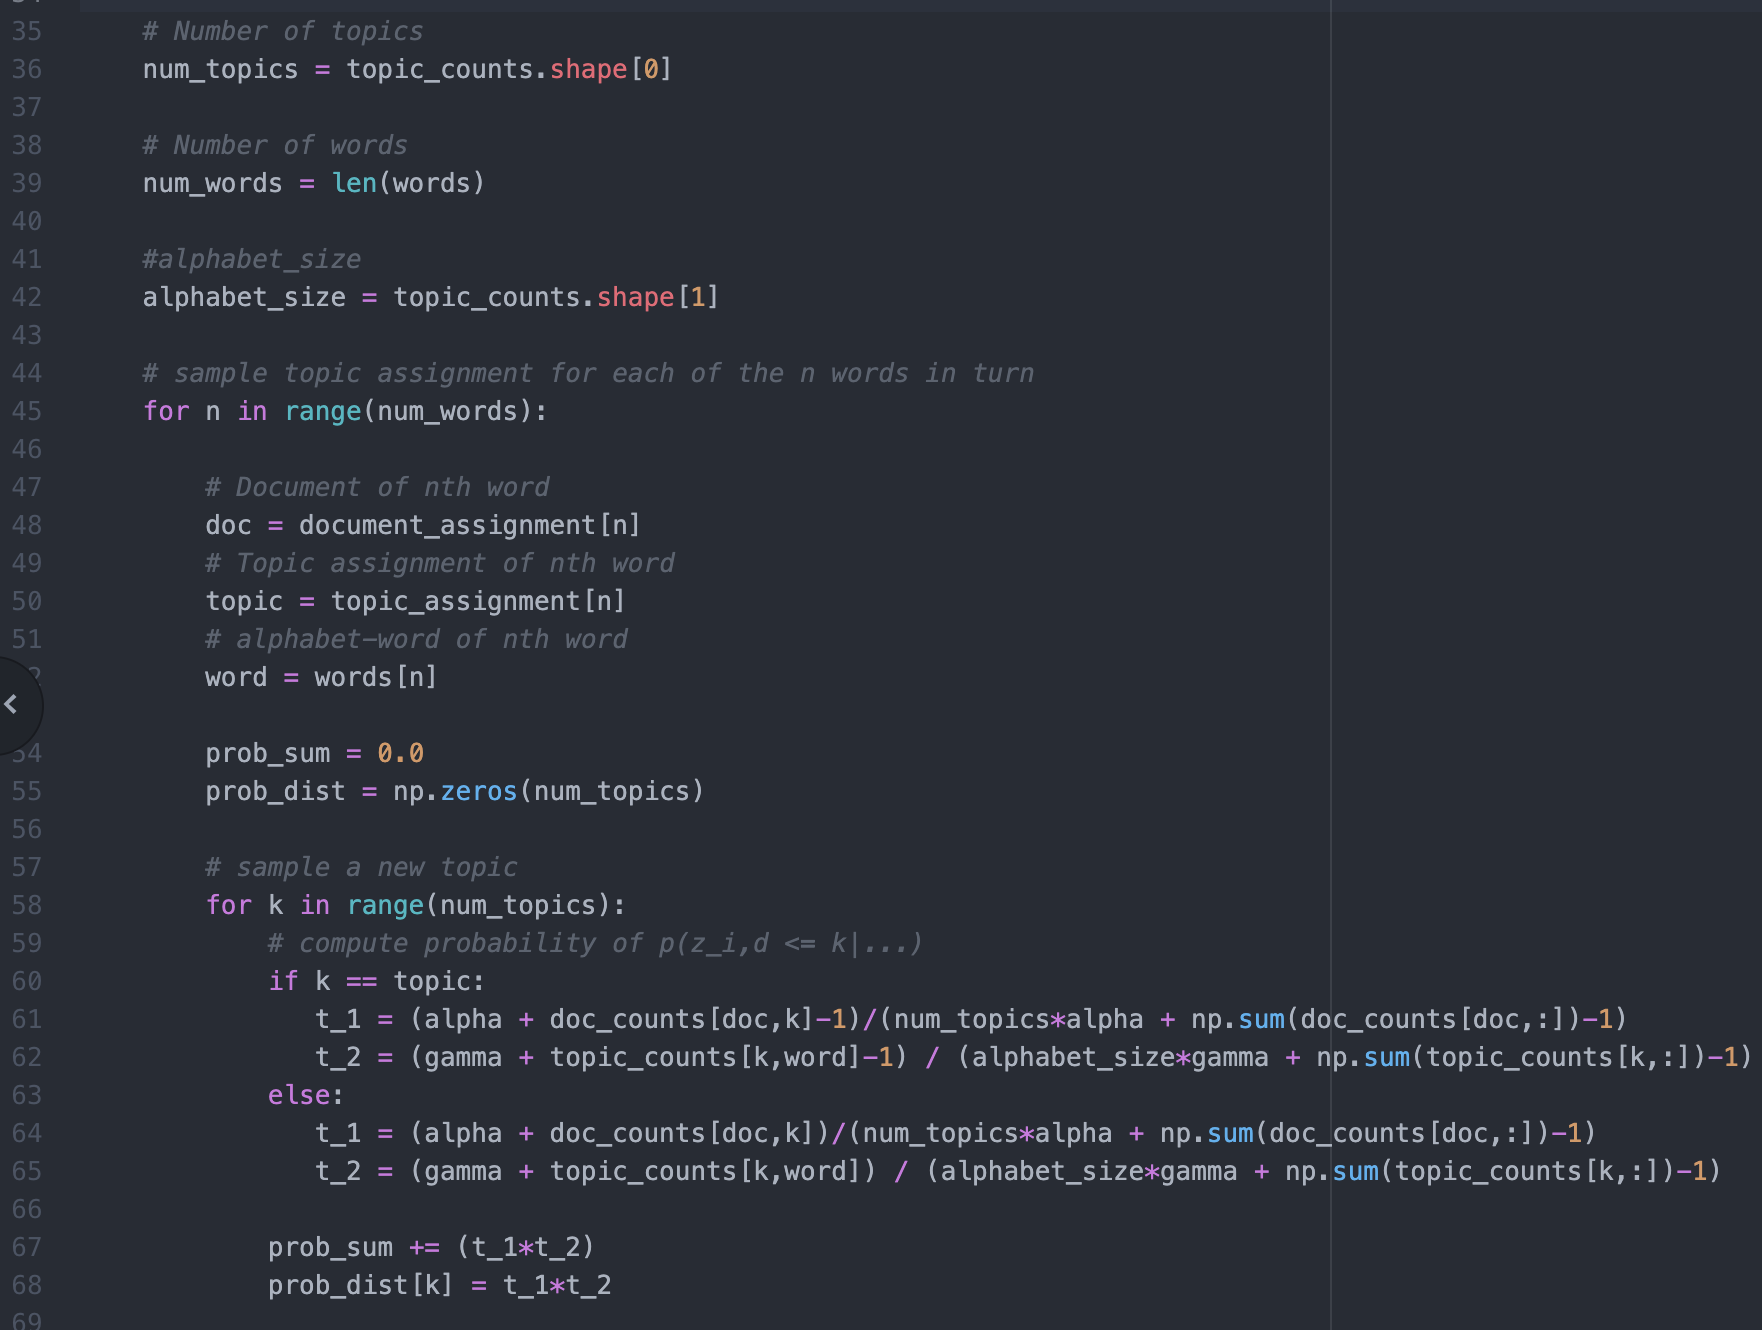 35 # Number of topics
36 num_topics = topic_counts.shape[0]
37
38 # Number of words
39 num_words = len(words)
40
41 #alphabet_size
42 alphabet_size = topic_counts.shape[1]
43
44 # sample topic assignment for each of the n words in turn
45 for n in range(num_words):
46
47 # Document of nth word
48 doc = document_assignment[n]
49 # Topic assignment of nth word
50 topic = topic_assignment[n]
51 # alphabet-word of nth word
word = words[n]
54 prob_sum = 0.0
55 prob_dist = np.zeros(num_topics)
56
57 # sample a new topic
58 for k in range(num_topics):
59 # compute probability of p(z_i,d <= k|...)
60 if k == topic:
61 t_1 = (alpha + doc_counts[doc,k]-1)/(num_topics*alpha + np.sum(doc_counts[doc,:])-1)
62 t_2 = (gamma + topic_counts[k,word]-1) / (alphabet_size*gamma + np.sum(topic_counts[k,:])-1)
63 else:
64 t_1 = (alpha + doc_counts[doc,k])/(num_topics*alpha + np.sum(doc_counts[doc,:])-1)
65 t_2 = (gamma + topic_counts[k,word]) / (alphabet_size*gamma + np.sum(topic_counts[k,:])-1)
66
67 prob_sum += (t_1*t_2)
68 prob_dist[k] = t_1*t_2
69